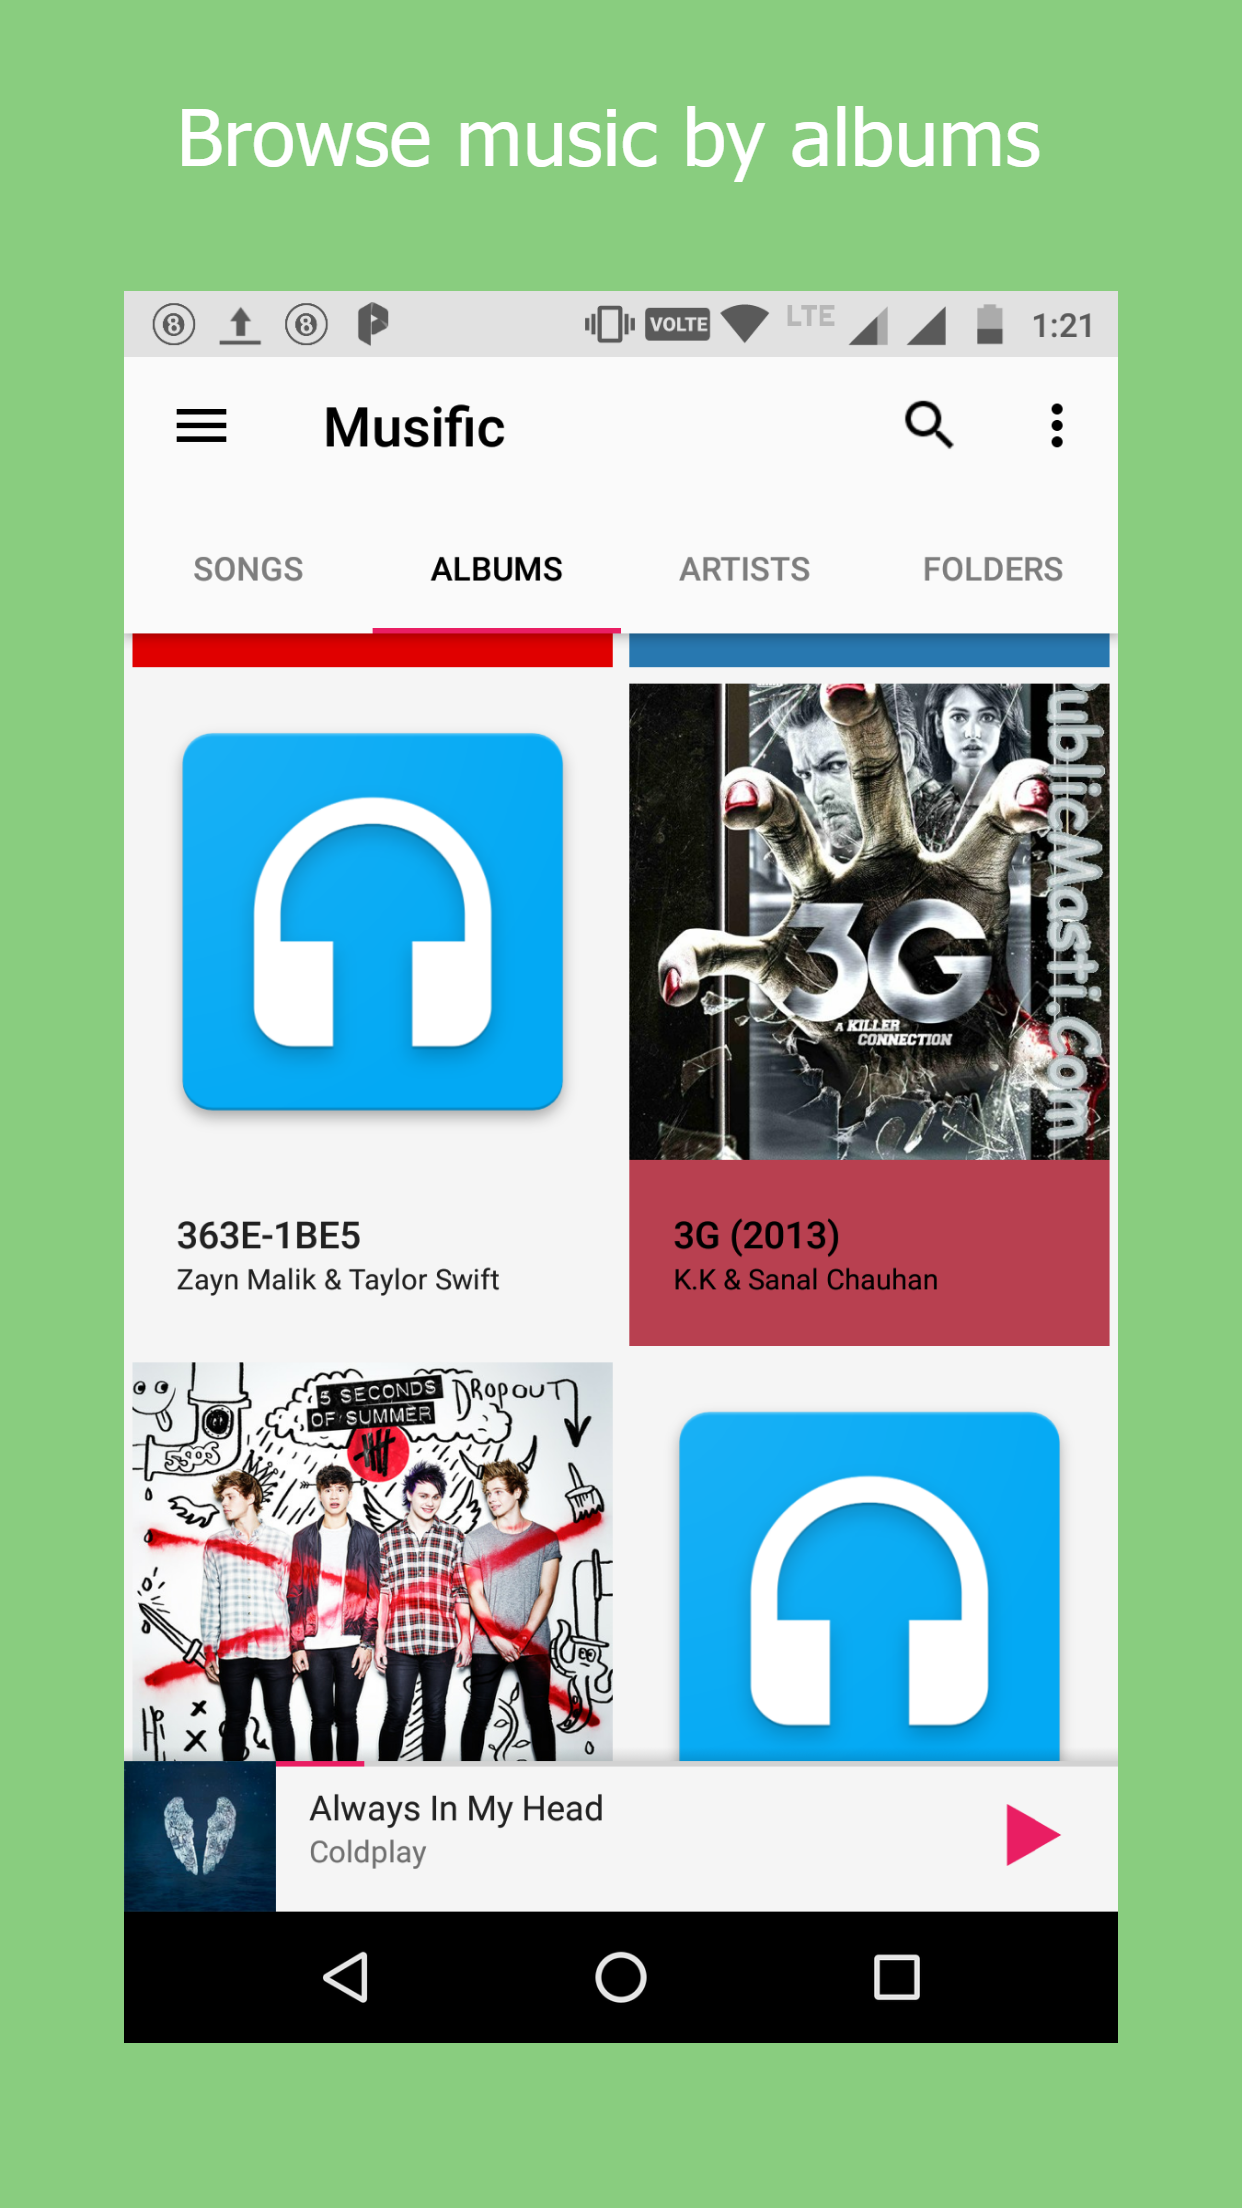 Browse music by albums
VOLTE
LTE
1:21
Musific
SONGS
ALBUMS
ARTISTS
FOLDERS
3G
A KILLER
CONNECTION
ublicMasti.Com
363E-1BE5
Zayn Malik & Taylor Swift
3G (2013)
K.K & Sanal Chauhan
5 SECONDS
OF SUMMER
DROPOUT
5SOS
Hi
Always In My Head
Coldplay